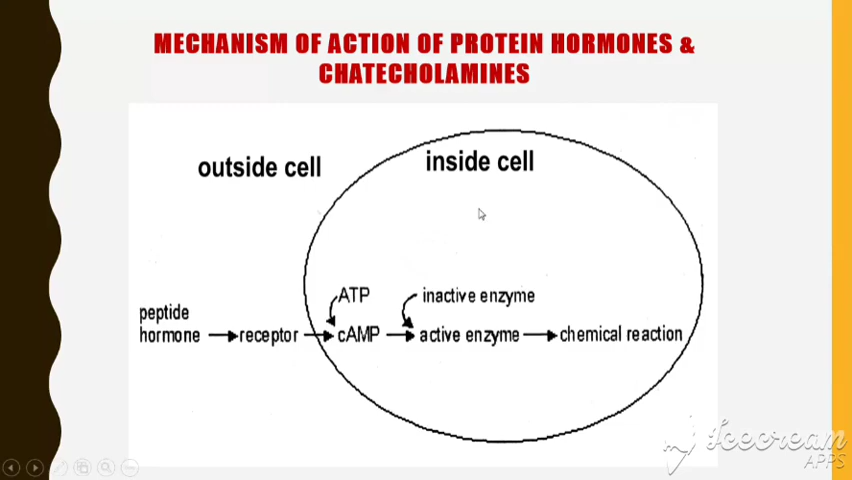 MECHANISM OF ACTION OF PROTEIN HORMONES &
CHATECHOLAMINES
outside cell
inside cell
ATP
inactive enzyme
peptide
hormone
receptor
cAMP
active enzyme
chemical reaction
Icecream
APPS